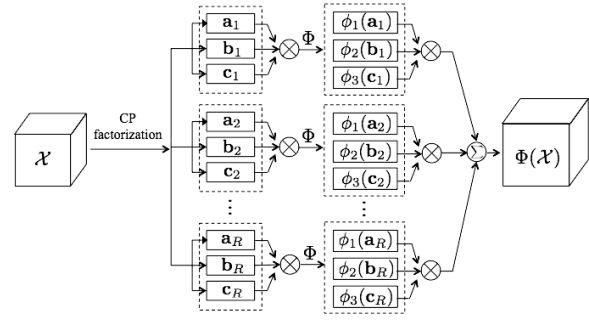 a₁ ϕ₁(a₁)
b₁ Φ ϕ₂(b₁)
c₁ ϕ₃(c₁)
CP
factorization
𝒳
a₂ ϕ₁(a₂)
b₂ Φ ϕ₂(b₂)
c₂ ϕ₃(c₂)
Σ
Φ(𝒳)
⋮ ⋮
a_R ϕ₁(a_R)
b_R Φ ϕ₂(b_R)
c_R ϕ₃(c_R)